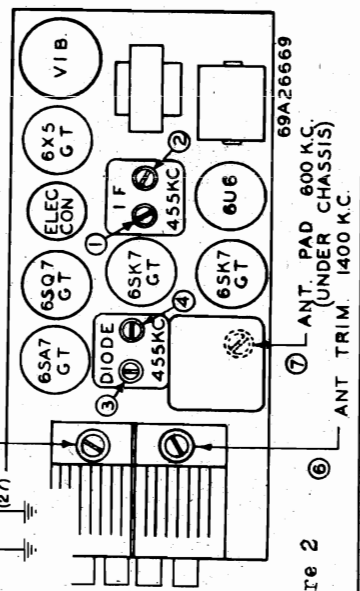 (27)
6SA7
GT
6SQ7
GT
ELEC
CON
6X5
GT
VIB.
③
DIODE
④
455KC
6SK7
GT
①
IF
②
455KC
6SK7
GT
6U6
69A26669
⑦
ANT. PAD 600 K.C.
(UNDER CHASSIS)
⑥
ANT TRIM. 1400 K.C.
re 2